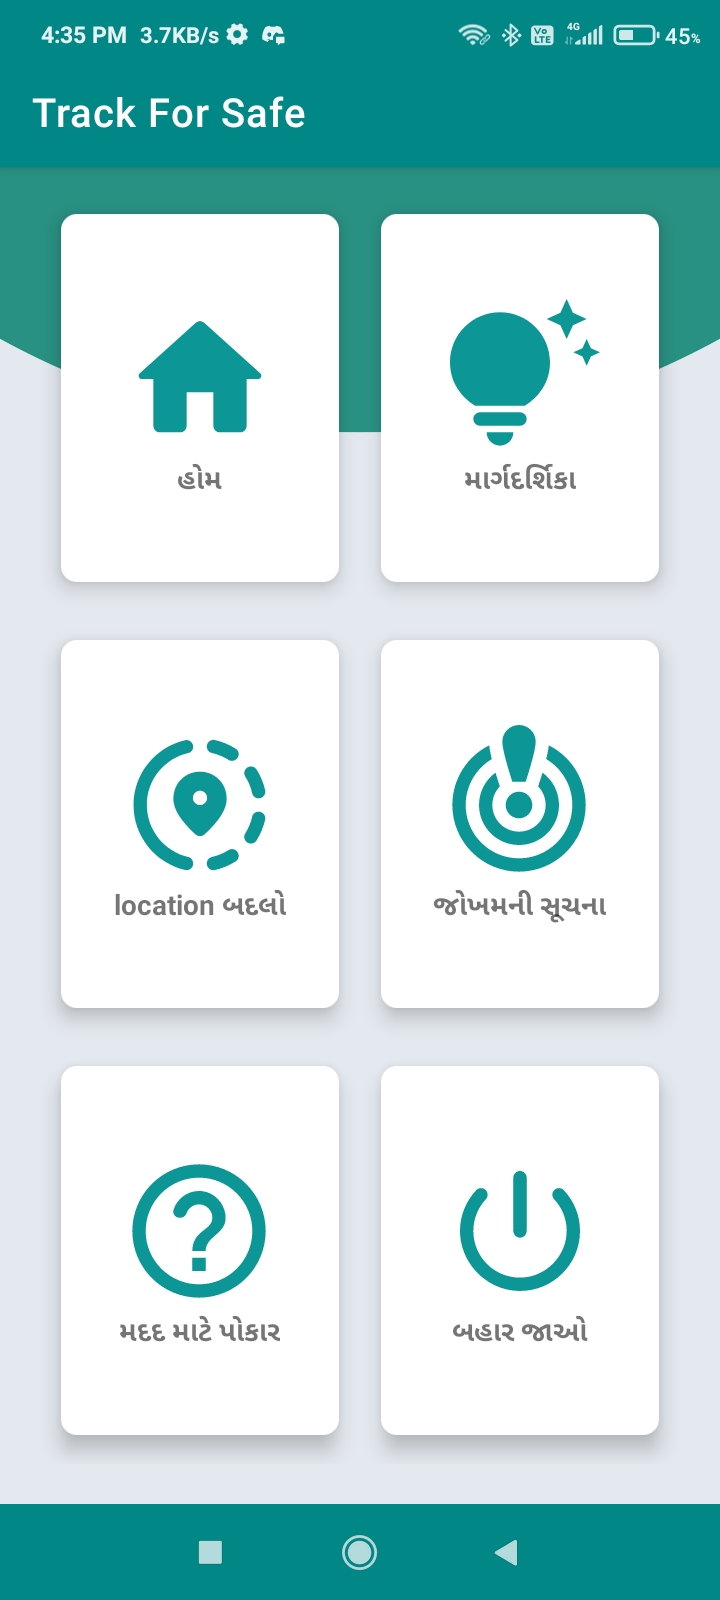 4:35 PM 3.7KB/s Vo LTE 4G 45%
Track For Safe
હોમ
માર્ગદર્શિકા
location બદલો
જોખમની સૂચના
મદદ માટે પોકાર
બહાર જાઓ